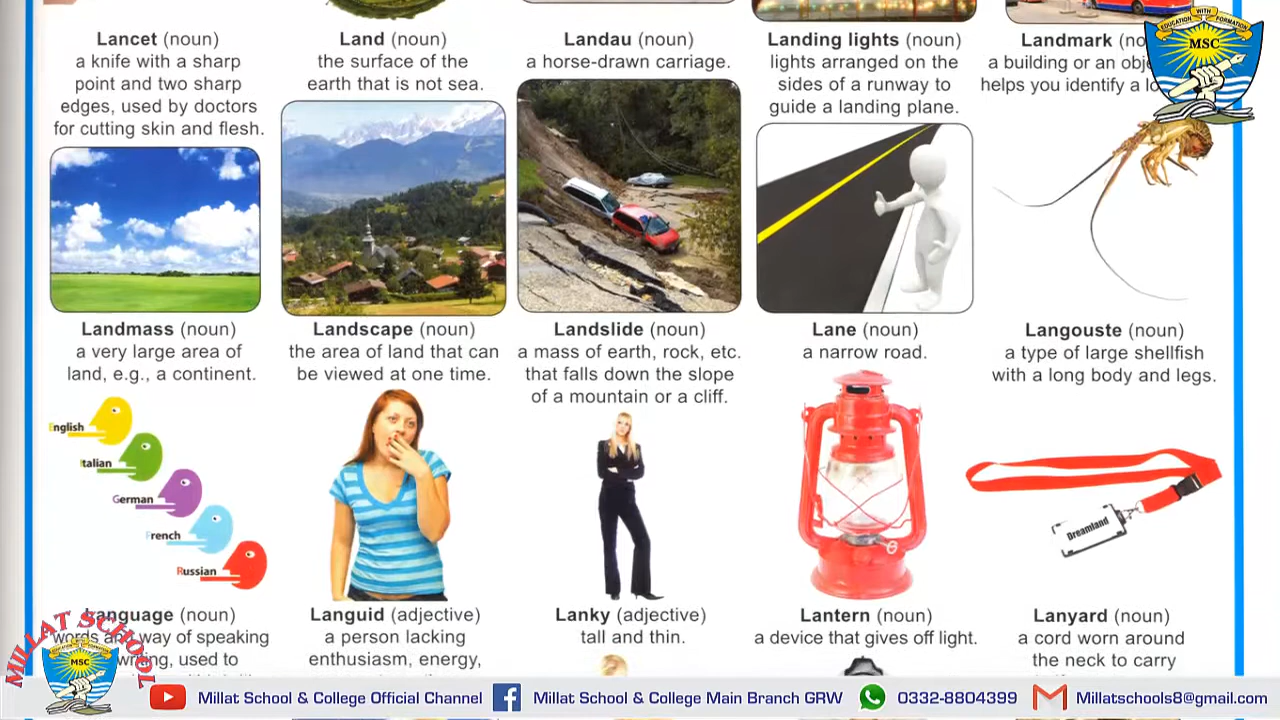 Lancet (noun)
a knife with a sharp
point and two sharp
edges, used by doctors
for cutting skin and flesh.
Land (noun)
the surface of the
earth that is not sea.
Landau (noun)
a horse-drawn carriage.
Landing lights (noun)
lights arranged on the
sides of a runway to
guide a landing plane.
Landmark
a building or an
helps you identify a
EDUCATION WITH FORMATION
MSC
Landmass (noun)
a very large area of
land, e.g., a continent.
Landscape (noun)
the area of land that can
be viewed at one time.
Landslide (noun)
a mass of earth, rock, etc.
that falls down the slope
of a mountain or a cliff.
Lane (noun)
a narrow road.
Langouste (noun)
a type of large shellfish
with a long body and legs.
English
Italian
German
French
Russian
Dreamland
Language (noun)
words and way of speaking
used to
Languid (adjective)
a person lacking
enthusiasm, energy,
Lanky (adjective)
tall and thin.
Lantern (noun)
a device that gives off light.
Lanyard (noun)
a cord worn around
the neck to carry
MILLAT SCHOOL
MSC
Millat School & College Official Channel
Millat School & College Main Branch GRW
0332-8804399
Millatschools8@gmail.com